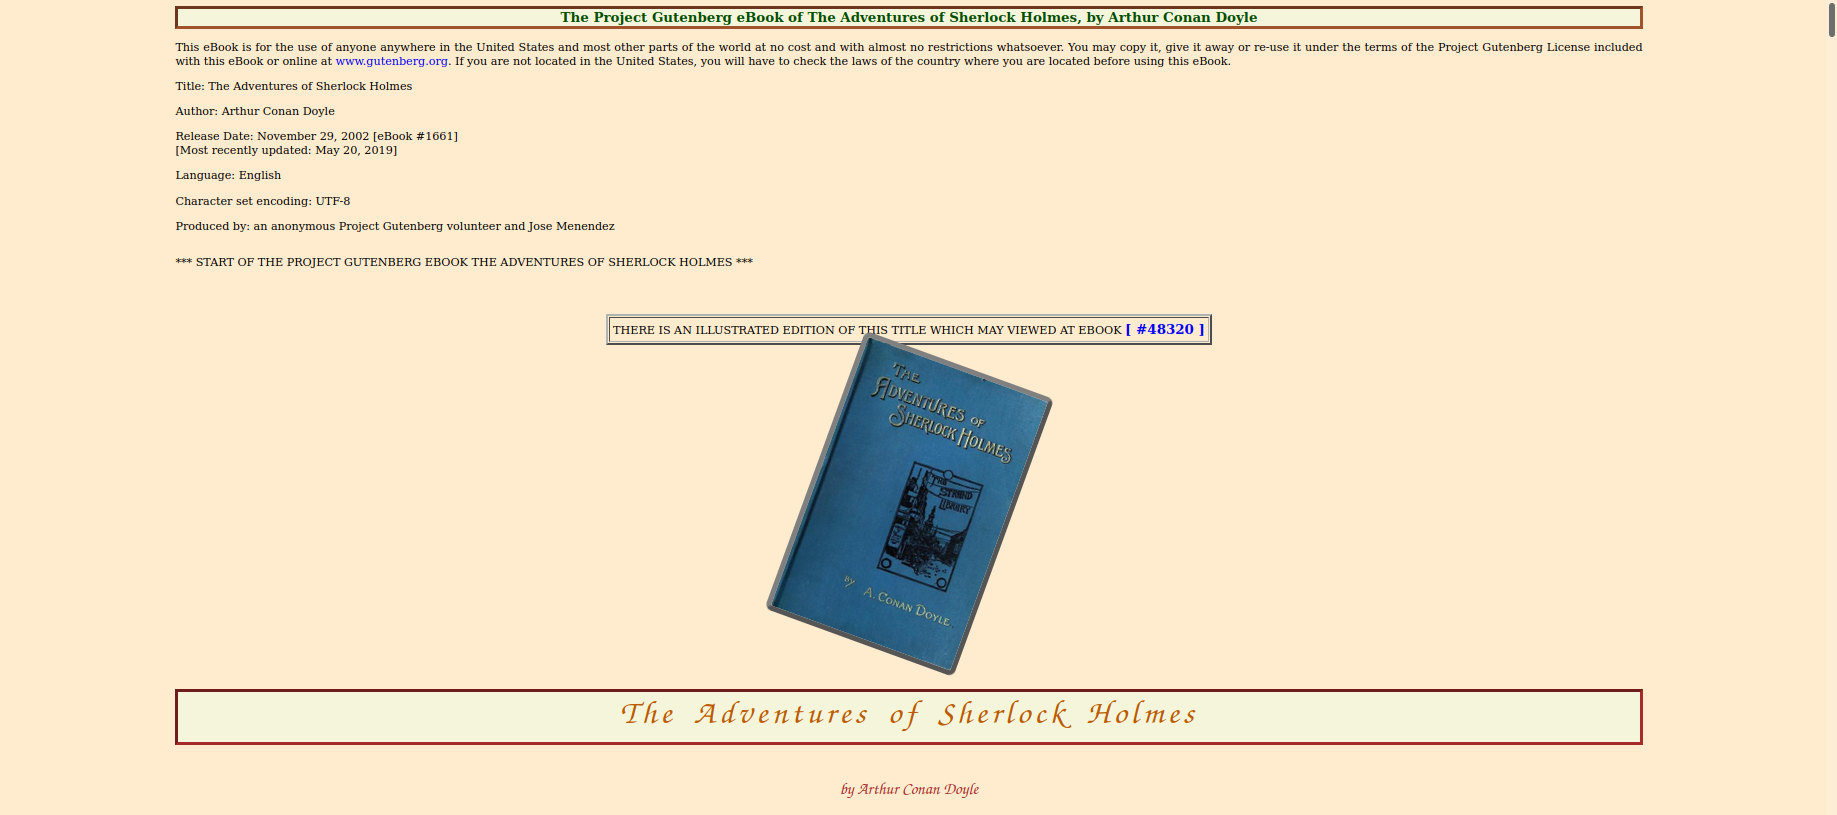 The Project Gutenberg eBook of The Adventures of Sherlock Holmes, by Arthur Conan Doyle
This eBook is for the use of anyone anywhere in the United States and most other parts of the world at no cost and with almost no restrictions whatsoever. You may copy it, give it away or re-use it under the terms of the Project Gutenberg License included
with this eBook or online at www.gutenberg.org. If you are not located in the United States, you will have to check the laws of the country where you are located before using this eBook.
Title: The Adventures of Sherlock Holmes
Author: Arthur Conan Doyle
Release Date: November 29, 2002 [eBook #1661]
[Most recently updated: May 20, 2019]
Language: English
Character set encoding: UTF-8
Produced by: an anonymous Project Gutenberg volunteer and Jose Menendez
*** START OF THE PROJECT GUTENBERG EBOOK THE ADVENTURES OF SHERLOCK HOLMES ***
THERE IS AN ILLUSTRATED EDITION OF THIS TITLE WHICH MAY VIEWED AT EBOOK [ #48320 ]
THE
ADVENTURES OF
SHERLOCK HOLMES
THE
STRAND
LIBRARY
BY
A. CONAN DOYLE.
The Adventures of Sherlock Holmes
by Arthur Conan Doyle